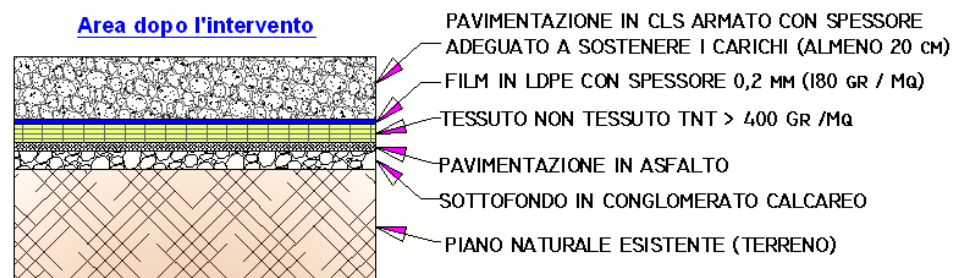 Area dopo l'intervento
PAVIMENTAZIONE IN CLS ARMATO CON SPESSORE
ADEGUATO A SOSTENERE I CARICHI (ALMENO 20 CM)
FILM IN LDPE CON SPESSORE 0,2 MM (180 GR / MQ)
TESSUTO NON TESSUTO TNT > 400 GR /MQ
PAVIMENTAZIONE IN ASFALTO
SOTTOFONDO IN CONGLOMERATO CALCAREO
PIANO NATURALE ESISTENTE (TERRENO)